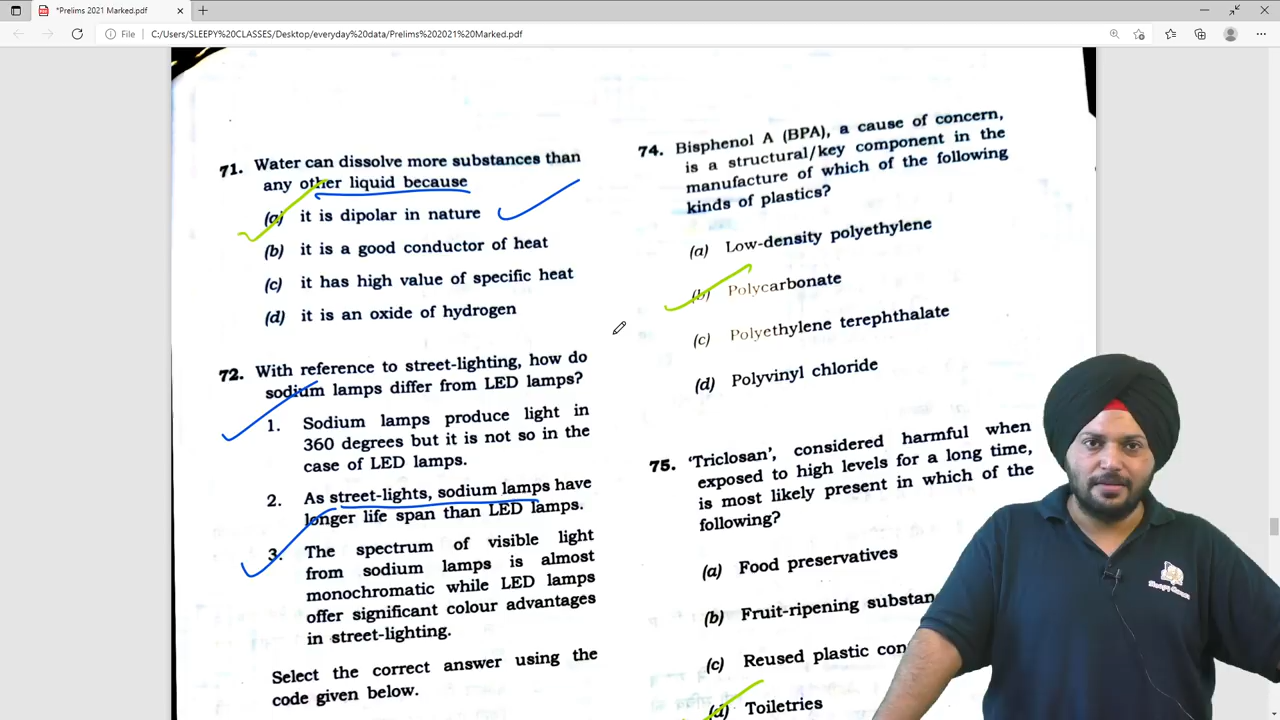 *Prelims 2021 Marked.pdf
File
C:/Users/SLEEPY%20CLASSES/Desktop/everyday%20data/Prelims%202021%20Marked.pdf
71. Water can dissolve more substances than
any other liquid because
(a) it is dipolar in nature
(b) it is a good conductor of heat
(c) it has high value of specific heat
(d) it is an oxide of hydrogen
72. With reference to street-lighting, how do
sodium lamps differ from LED lamps?
1. Sodium lamps produce light in
360 degrees but it is not so in the
case of LED lamps.
2. As street-lights, sodium lamps have
longer life span than LED lamps.
3. The spectrum of visible light
from sodium lamps is almost
monochromatic while LED lamps
offer significant colour advantages
in street-lighting.
Select the correct answer using the
code given below.
74. Bisphenol A (BPA), a cause of concern,
is a structural/key component in the
manufacture of which of the following
kinds of plastics?
(a) Low-density polyethylene
(b) Polycarbonate
(c) Polyethylene terephthalate
(d) Polyvinyl chloride
75. 'Triclosan', considered harmful when
exposed to high levels for a long time,
is most likely present in which of the
following?
(a) Food preservatives
(b) Fruit-ripening substan
(c) Reused plastic con
(d) Toiletries